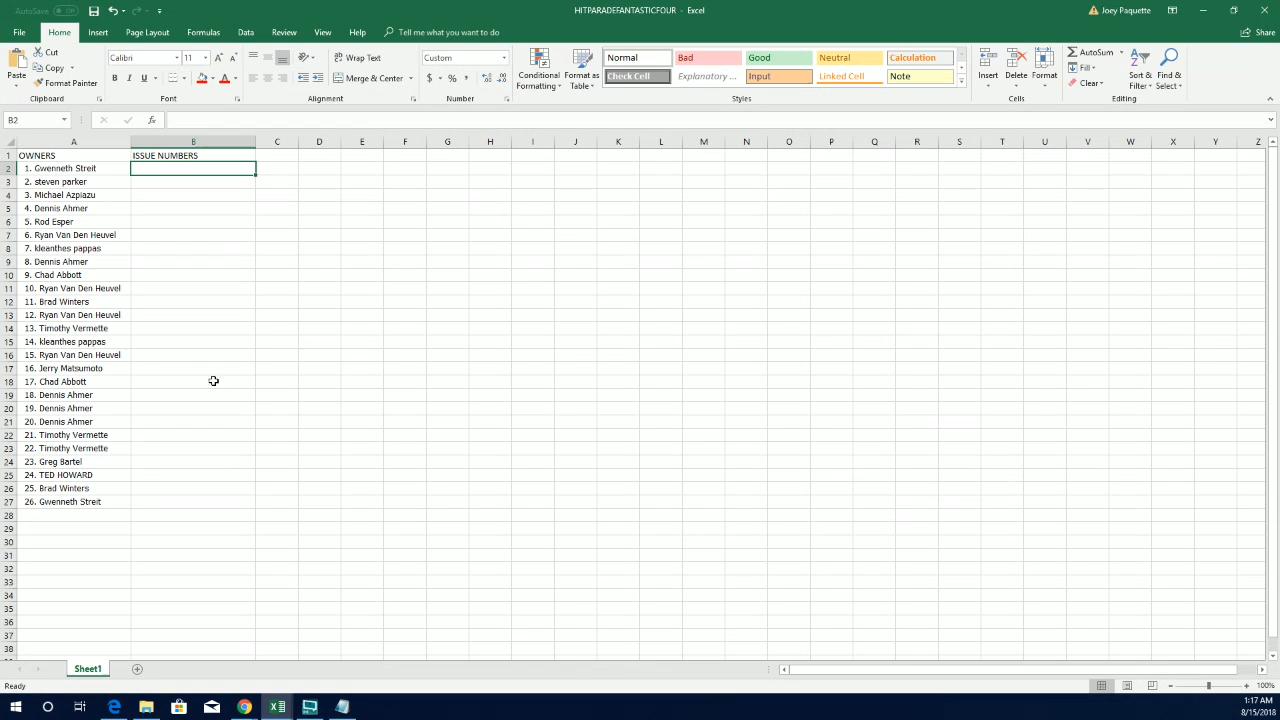 AutoSave Off
HITPARADEFANTASTICFOUR - Excel
Joey Paquette
File Home Insert Page Layout Formulas Data Review View Help Tell me what you want to do Share
Paste
Cut
Copy
Format Painter
Clipboard
Calibri 11
B I U
Font
Wrap Text
Merge & Center
Alignment
Custom
$ % ,
Number
Conditional Formatting
Format as Table
Normal Bad Good Neutral Calculation
Check Cell Explanatory ... Input Linked Cell Note
Styles
Insert Delete Format
Cells
AutoSum
Fill
Clear
Sort & Filter
Find & Select
Editing
B2 fx
A B C D E F G H I J K L M N O P Q R S T U V W X Y Z
1 OWNERS ISSUE NUMBERS
2 1. Gwenneth Streit
3 2. steven parker
4 3. Michael Azpiazu
5 4. Dennis Ahmer
6 5. Rod Esper
7 6. Ryan Van Den Heuvel
8 7. kleanthes pappas
9 8. Dennis Ahmer
10 9. Chad Abbott
11 10. Ryan Van Den Heuvel
12 11. Brad Winters
13 12. Ryan Van Den Heuvel
14 13. Timothy Vermette
15 14. kleanthes pappas
16 15. Ryan Van Den Heuvel
17 16. Jerry Matsumoto
18 17. Chad Abbott
19 18. Dennis Ahmer
20 19. Dennis Ahmer
21 20. Dennis Ahmer
22 21. Timothy Vermette
23 22. Timothy Vermette
24 23. Greg Bartel
25 24. TED HOWARD
26 25. Brad Winters
27 26. Gwenneth Streit
28
29
30
31
32
33
34
35
36
37
38
Sheet1
Ready
100%
1:17 AM
8/15/2018